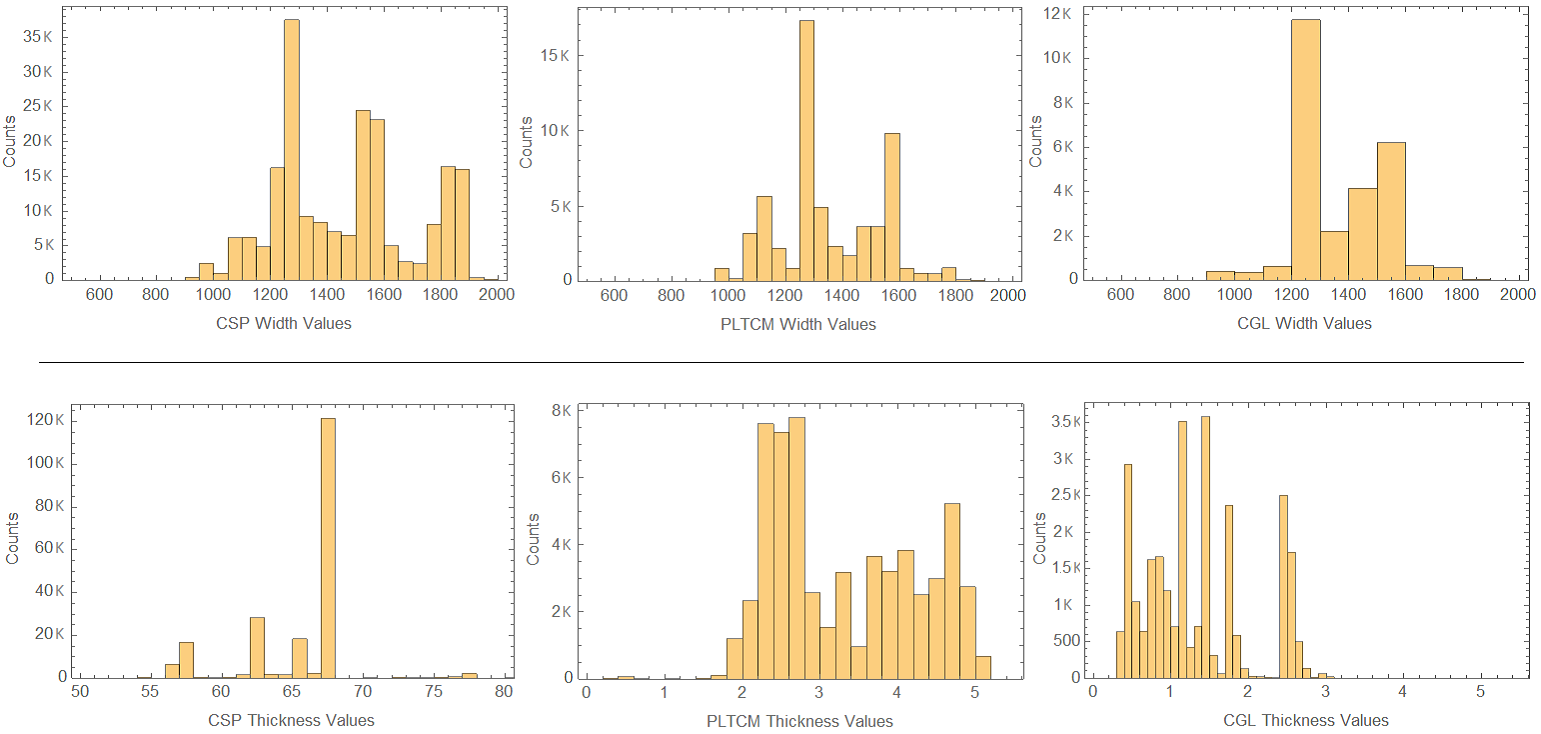 Counts
35K
30K
25K
20K
15K
10K
5K
0
600 800 1000 1200 1400 1600 1800 2000
CSP Width Values
Counts
15K
10K
5K
0
600 800 1000 1200 1400 1600 1800 2000
PLTCM Width Values
Counts
12K
10K
8K
6K
4K
2K
0
600 800 1000 1200 1400 1600 1800 2000
CGL Width Values
Counts
120K
100K
80K
60K
40K
20K
0
50 55 60 65 70 75 80
CSP Thickness Values
Counts
8K
6K
4K
2K
0
0 1 2 3 4 5
PLTCM Thickness Values
Counts
3.5K
3K
2.5K
2K
1.5K
1K
500
0
0 1 2 3 4 5
CGL Thickness Values